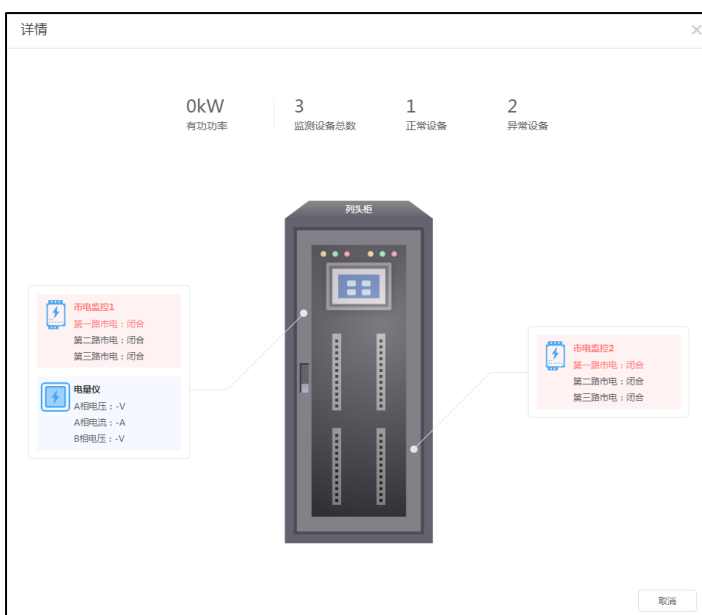 详情
0kW
有功功率
3
监测设备总数
1
正常设备
2
异常设备
列头柜
市电监控1
第一路市电：闭合
第二路市电：闭合
第三路市电：闭合
电量仪
A相电压：-V
A相电流：-A
B相电压：-V
市电监控2
第一路市电：闭合
第二路市电：闭合
第三路市电：闭合
取消